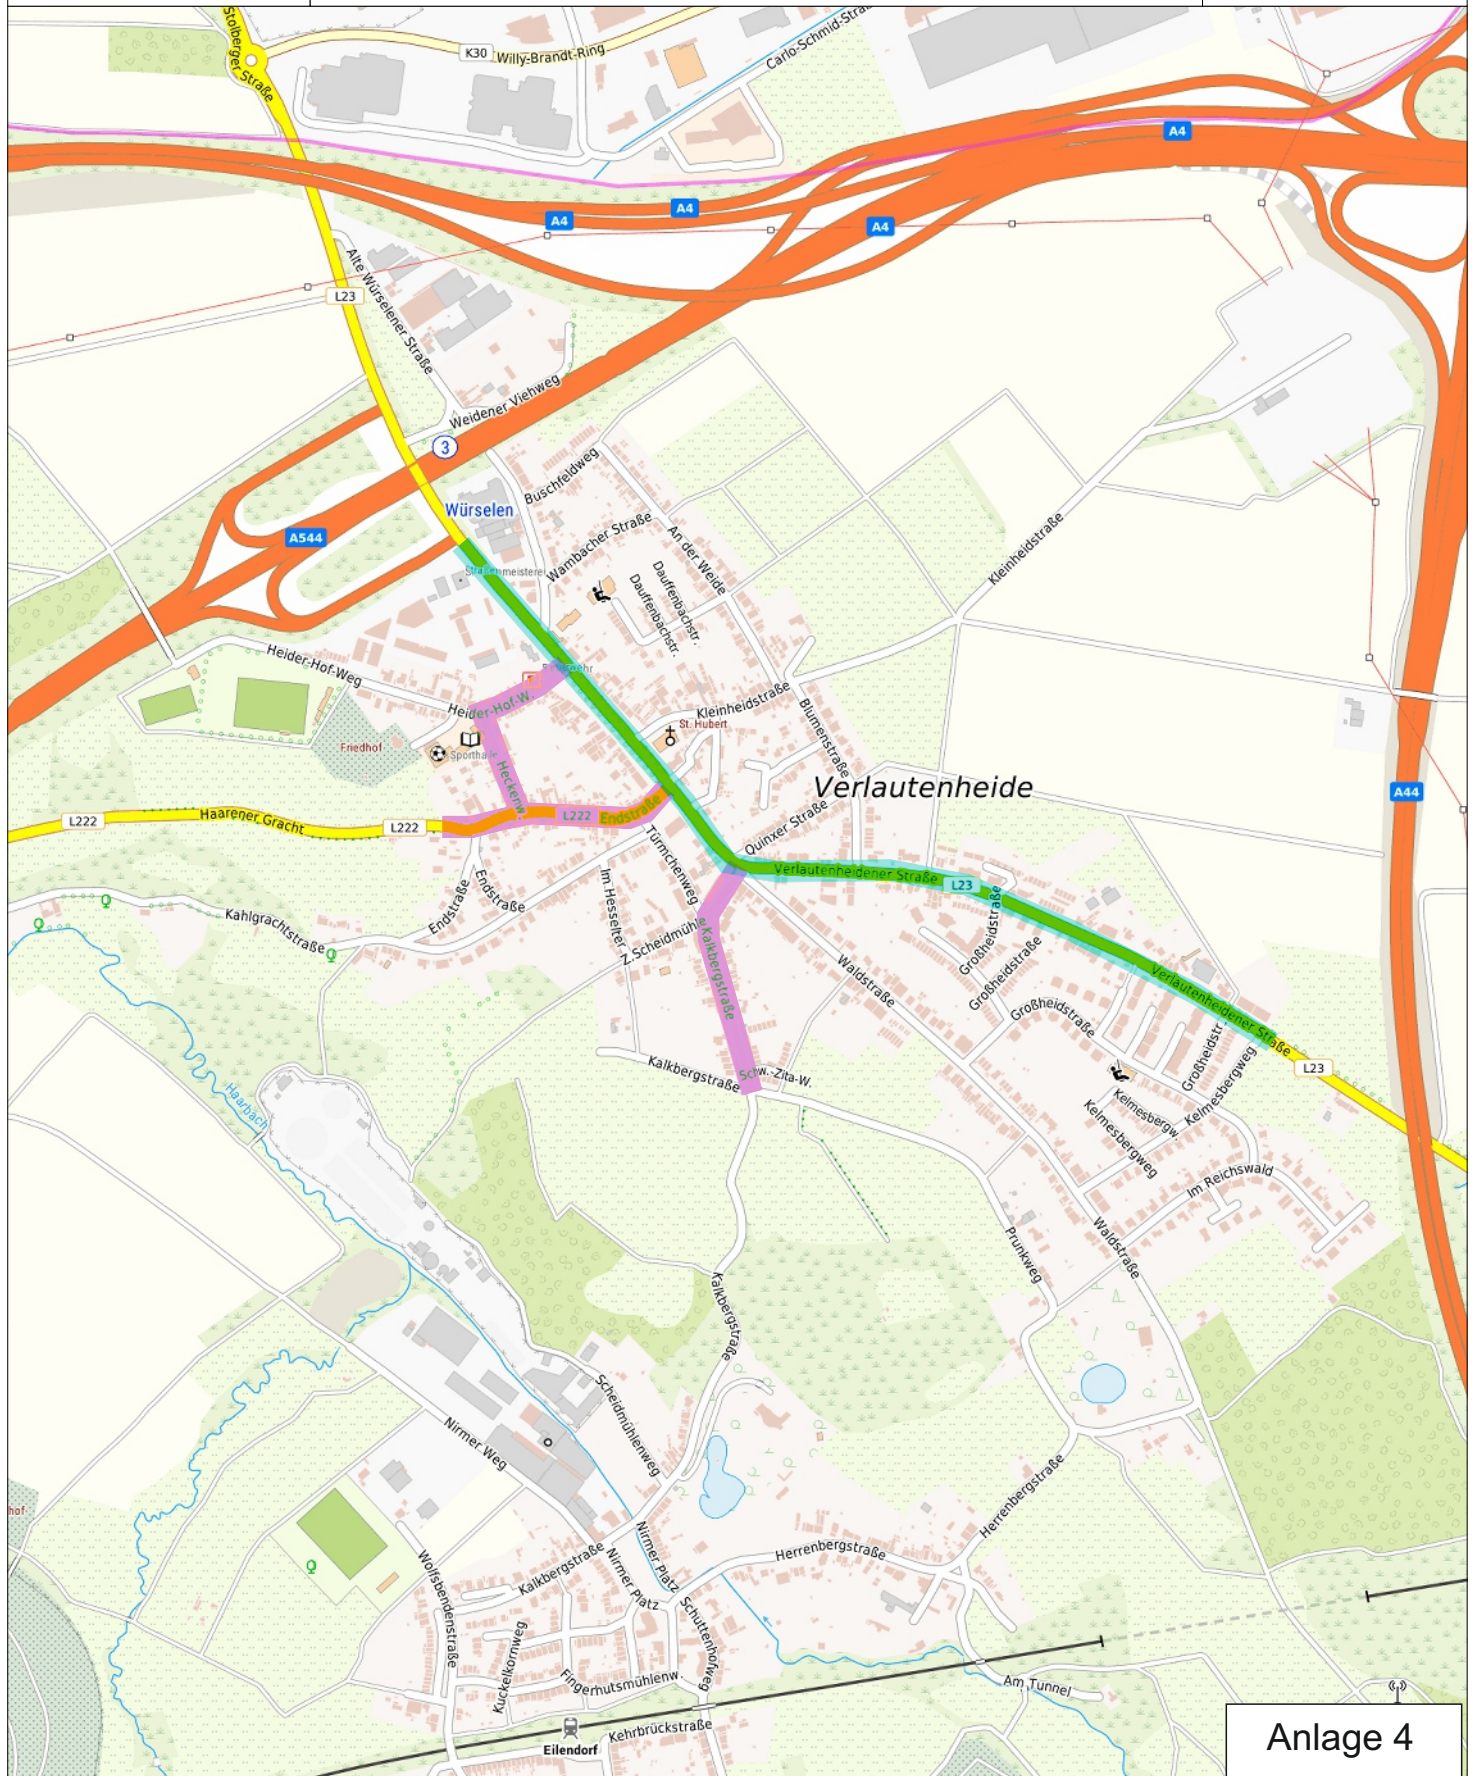 Stolberger Straße
K30
Willy-Brandt-Ring
Carlo-Schmid-Straß
A4
A4
A4
A4
L23
Alte Würselener Straße
Weidener Viehweg
3
Würselen
A544
Buschfeldweg
Wambacher Straße
An der Weide
Dauffenbachstr.
Dauffenbachstr.
Kleinheidstraße
Heider-Hof-Weg
Heider-Hof-W.
Kleinheidstraße
St. Hubert
Blumenstraße
Friedhof
Sporthalle
Heckenw.
Verlautenheide
A44
L222
Haarener Gracht
L222
L222
Endstraße
Quinxer Straße
Türmchenweg
Verlautenheidener Straße
L23
Endstraße
Endstraße
Im Hesselter
Großheidstraße
Kahlgrachtstraße
Z.Scheidmühl
Kalkbergstraße
Waldstraße
Großheidstraße
Großheidstraße
Verlautenheidener Straße
L23
Großheidstr.
Kalkbergstraße
Schw.-Zita-W.
Haarbach
Kelmesbergw.
Kelmesbergweg
Kelmesbergweg
Im Reichswald
Waldstraße
Prunkweg
Kalkbergstraße
Scheidmühlenweg
Nirmer Weg
hof
Herrenbergstraße
Herrenbergstraße
Nirmer Platz
Nirmer Platz
Kalkbergstraße
Wolfsbendenstraße
Schuttenhofweg
Kuckelkornweg
Fingerhutsmühlenw.
Am Tunnel
Kehrbrückstraße
Eilendorf
Anlage 4